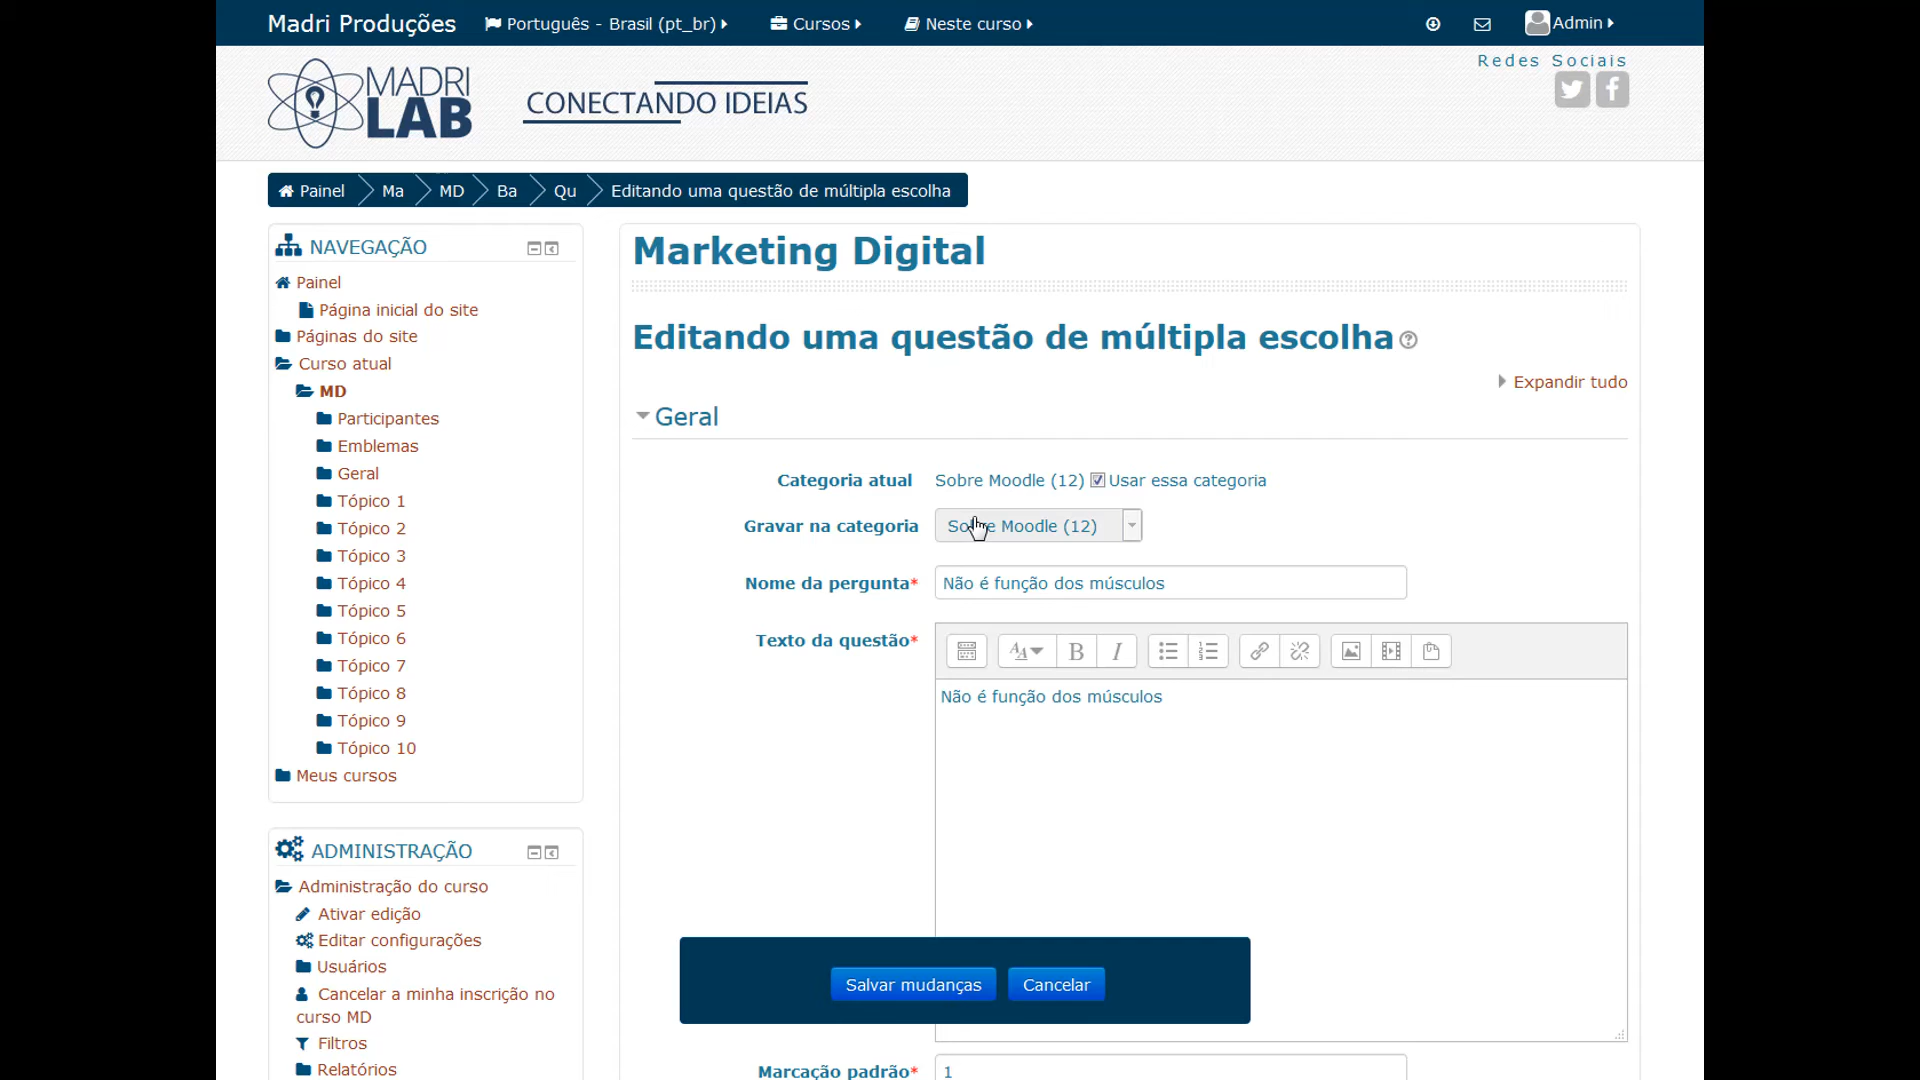 Madri Produções Português - Brasil (pt_br) Cursos Neste curso Admin
Redes Sociais
MADRI
LAB
CONECTANDO IDEIAS
Painel Ma MD Ba Qu Editando uma questão de múltipla escolha
NAVEGAÇÃO
Painel
Página inicial do site
Páginas do site
Curso atual
MD
Participantes
Emblemas
Geral
Tópico 1
Tópico 2
Tópico 3
Tópico 4
Tópico 5
Tópico 6
Tópico 7
Tópico 8
Tópico 9
Tópico 10
Meus cursos
ADMINISTRAÇÃO
Administração do curso
Ativar edição
Editar configurações
Usuários
Cancelar a minha inscrição no
curso MD
Filtros
Relatórios
Marketing Digital
Editando uma questão de múltipla escolha
Expandir tudo
Geral
Categoria atual Sobre Moodle (12) Usar essa categoria
Gravar na categoria Sobre Moodle (12)
Nome da pergunta* Não é função dos músculos
Texto da questão*
Não é função dos músculos
Salvar mudanças Cancelar
Marcação padrão* 1